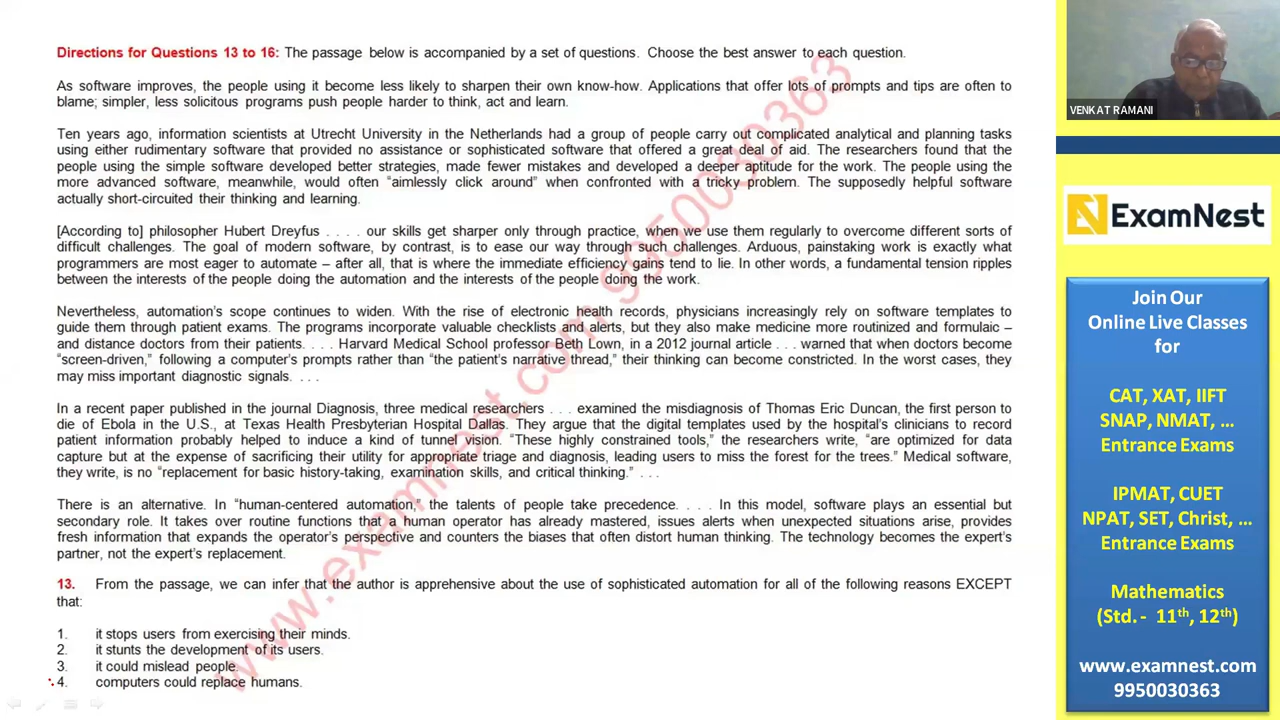 Directions for Questions 13 to 16: The passage below is accompanied by a set of questions. Choose the best answer to each question.
As software improves, the people using it become less likely to sharpen their own know-how. Applications that offer lots of prompts and tips are often to
blame; simpler, less solicitous programs push people harder to think, act and learn.
Ten years ago, information scientists at Utrecht University in the Netherlands had a group of people carry out complicated analytical and planning tasks
using either rudimentary software that provided no assistance or sophisticated software that offered a great deal of aid. The researchers found that the
people using the simple software developed better strategies, made fewer mistakes and developed a deeper aptitude for the work. The people using the
more advanced software, meanwhile, would often “aimlessly click around” when confronted with a tricky problem. The supposedly helpful software
actually short-circuited their thinking and learning.
[According to] philosopher Hubert Dreyfus . . . . our skills get sharper only through practice, when we use them regularly to overcome different sorts of
difficult challenges. The goal of modern software, by contrast, is to ease our way through such challenges. Arduous, painstaking work is exactly what
programmers are most eager to automate – after all, that is where the immediate efficiency gains tend to lie. In other words, a fundamental tension ripples
between the interests of the people doing the automation and the interests of the people doing the work.
Nevertheless, automation’s scope continues to widen. With the rise of electronic health records, physicians increasingly rely on software templates to
guide them through patient exams. The programs incorporate valuable checklists and alerts, but they also make medicine more routinized and formulaic –
and distance doctors from their patients. . . . Harvard Medical School professor Beth Lown, in a 2012 journal article . . . warned that when doctors become
“screen-driven,” following a computer’s prompts rather than “the patient’s narrative thread,” their thinking can become constricted. In the worst cases, they
may miss important diagnostic signals. . . .
In a recent paper published in the journal Diagnosis, three medical researchers . . . examined the misdiagnosis of Thomas Eric Duncan, the first person to
die of Ebola in the U.S., at Texas Health Presbyterian Hospital Dallas. They argue that the digital templates used by the hospital’s clinicians to record
patient information probably helped to induce a kind of tunnel vision. “These highly constrained tools,” the researchers write, “are optimized for data
capture but at the expense of sacrificing their utility for appropriate triage and diagnosis, leading users to miss the forest for the trees.” Medical software,
they write, is no “replacement for basic history-taking, examination skills, and critical thinking.” . . .
There is an alternative. In “human-centered automation,” the talents of people take precedence. . . . In this model, software plays an essential but
secondary role. It takes over routine functions that a human operator has already mastered, issues alerts when unexpected situations arise, provides
fresh information that expands the operator’s perspective and counters the biases that often distort human thinking. The technology becomes the expert’s
partner, not the expert’s replacement.
13. From the passage, we can infer that the author is apprehensive about the use of sophisticated automation for all of the following reasons EXCEPT
that:
1. it stops users from exercising their minds.
2. it stunts the development of its users.
3. it could mislead people.
4. computers could replace humans.
www.examnest.com 9950030363
VENKAT RAMANI
ExamNest
Join Our
Online Live Classes
for
CAT, XAT, IIFT
SNAP, NMAT, ...
Entrance Exams
IPMAT, CUET
NPAT, SET, Christ, ...
Entrance Exams
Mathematics
(Std. - 11th, 12th)
www.examnest.com
9950030363